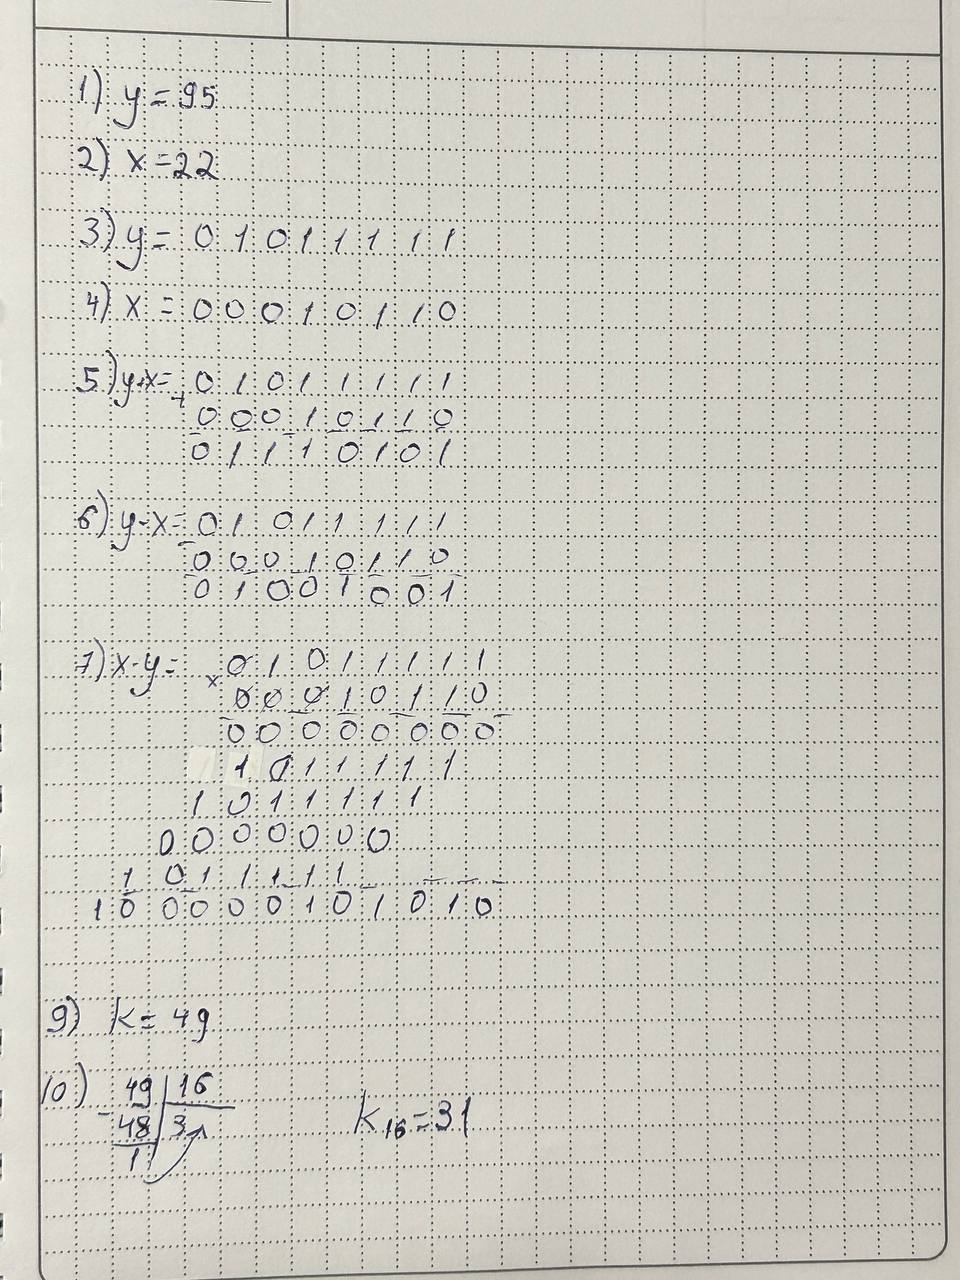 1) y = 95
2) x = 22
3) y = 0 1 0 1 1 1 1 1
4) x = 0 0 0 1 0 1 1 0
5) y+x= 0 1 0 1 1 1 1 1
+ 0 0 0 1 0 1 1 0
0 1 1 1 0 1 0 1
6) y-x= 0 1 0 1 1 1 1 1
- 0 0 0 1 0 1 1 0
0 1 0 0 1 0 0 1
7) x·y= 0 1 0 1 1 1 1 1
x 0 0 0 1 0 1 1 0
0 0 0 0 0 0 0 0
1 0 1 1 1 1 1
1 0 1 1 1 1 1
0 0 0 0 0 0 0
1 0 1 1 1 1 1
1 0 0 0 0 0 1 0 1 0 1 0
9) k = 49
10) 49 | 16
- 48 | 3
1
k16 = 31